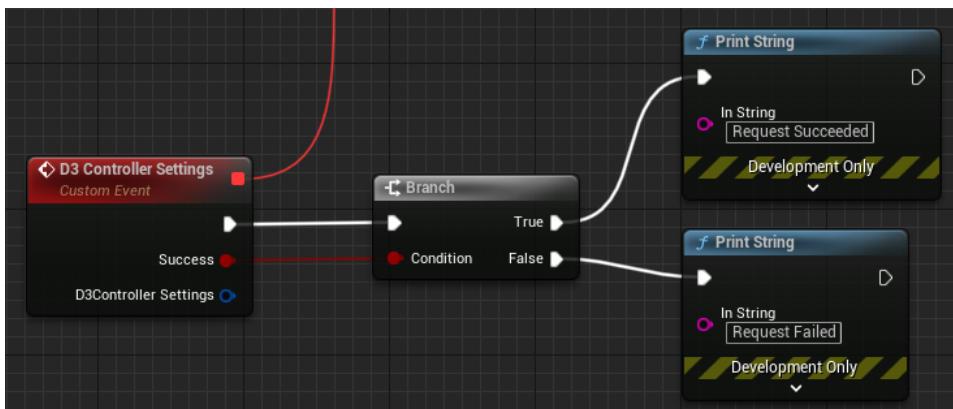 D3 Controller Settings
Custom Event
Success
D3Controller Settings
Branch
True
Condition
False
f Print String
In String
Request Succeeded
Development Only
f Print String
In String
Request Failed
Development Only